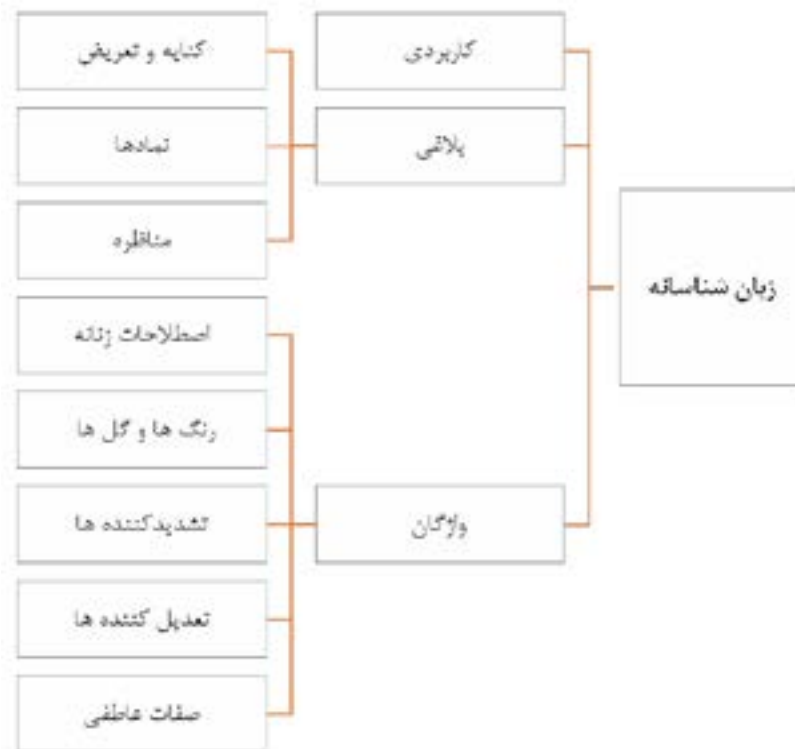 زبان شناسانه
کاربردی
بلاغی
کنایه و تعریض
نمادها
مناظره
واژگان
اصطلاحات زنانه
رنگ ها و گل ها
تشدیدکننده ها
تعدیل کننده ها
صفات عاطفی